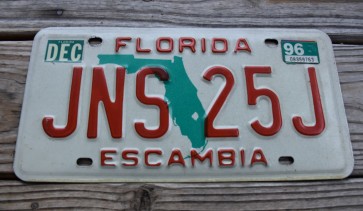 FLORIDA
DEC
96
JNS 25J
ESCAMBIA